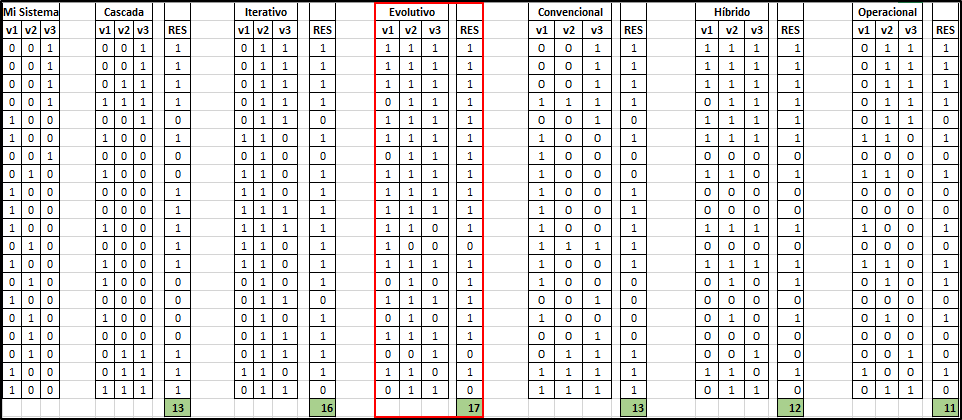 Mi Sistema Cascada Iterativo Evolutivo Convencional Híbrido Operacional
v1 v2 v3 v1 v2 v3 RES v1 v2 v3 RES v1 v2 v3 RES v1 v2 v3 RES v1 v2 v3 RES v1 v2 v3 RES
0 0 1 0 0 1 1 0 1 1 1 1 1 1 1 0 0 1 1 1 1 1 1 0 1 1 1
0 0 1 0 0 1 1 0 1 1 1 1 1 1 1 0 0 1 1 1 1 1 1 0 1 1 1
0 0 1 0 1 1 1 0 1 1 1 1 1 1 1 0 0 1 1 1 1 1 1 0 1 1 1
0 0 1 1 1 1 1 0 1 1 1 0 1 1 1 1 1 1 1 0 1 1 1 0 1 1 1
1 0 0 0 0 1 0 0 1 1 0 1 1 1 1 0 0 1 0 1 1 1 1 0 1 1 0
1 0 0 1 0 0 1 1 1 0 1 1 1 1 1 1 0 0 1 1 1 1 1 1 1 0 1
0 0 1 1 0 0 0 1 1 0 0 0 1 1 1 1 0 0 0 0 0 0 0 1 1 0 0
0 1 0 1 0 0 0 1 1 0 1 1 1 1 1 1 0 0 0 1 1 0 1 1 1 0 1
1 0 0 1 0 0 1 1 1 1 1 1 1 1 1 1 0 0 1 0 0 0 0 1 0 0 1
1 0 0 1 0 0 1 1 1 1 1 1 1 1 1 1 0 0 1 0 0 0 0 1 0 0 1
1 0 0 1 0 0 1 1 1 1 1 1 1 0 1 1 0 0 1 1 1 1 1 1 0 0 1
0 1 0 0 0 0 1 1 1 0 1 1 0 0 0 1 1 1 1 0 0 0 0 1 0 0 0
1 0 0 1 0 0 1 1 1 0 1 1 1 1 1 1 0 0 1 1 1 1 1 1 1 0 1
0 1 0 1 0 0 0 0 1 1 1 1 1 0 1 1 0 0 0 1 1 0 1 1 0 0 0
1 0 0 0 0 0 0 0 1 1 0 1 1 1 1 0 0 1 0 0 0 0 0 1 0 0 1
0 1 0 0 0 0 0 0 1 1 1 1 1 0 1 1 0 0 0 1 1 0 1 0 1 0 1
0 1 0 0 0 0 0 1 1 1 1 1 1 1 1 0 0 1 0 0 0 0 0 0 0 0 0
0 1 0 0 1 1 1 0 1 1 1 0 0 1 0 0 1 1 1 0 0 1 0 0 0 1 0
1 0 0 1 1 0 1 1 1 0 1 1 1 1 1 1 1 1 1 1 1 0 1 1 1 0 1
1 0 0 1 1 1 1 0 1 1 0 0 1 1 0 1 1 1 1 0 1 1 0 0 1 1 0
13 16 17 13 12 11